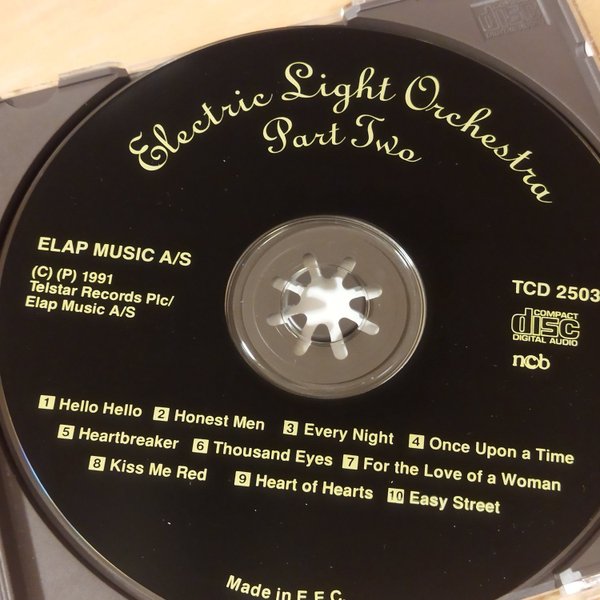 Electric Light Orchestra
Part Two
ELAP MUSIC A/S
(C) (P) 1991
Telstar Records Plc/
Elap Music A/S
TCD 2503
COMPACT
disc
DIGITAL AUDIO
ncb
1 Hello Hello 2 Honest Men 3 Every Night 4 Once Upon a Time
5 Heartbreaker 6 Thousand Eyes 7 For the Love of a Woman
8 Kiss Me Red 9 Heart of Hearts 10 Easy Street
Made in E.E.C.